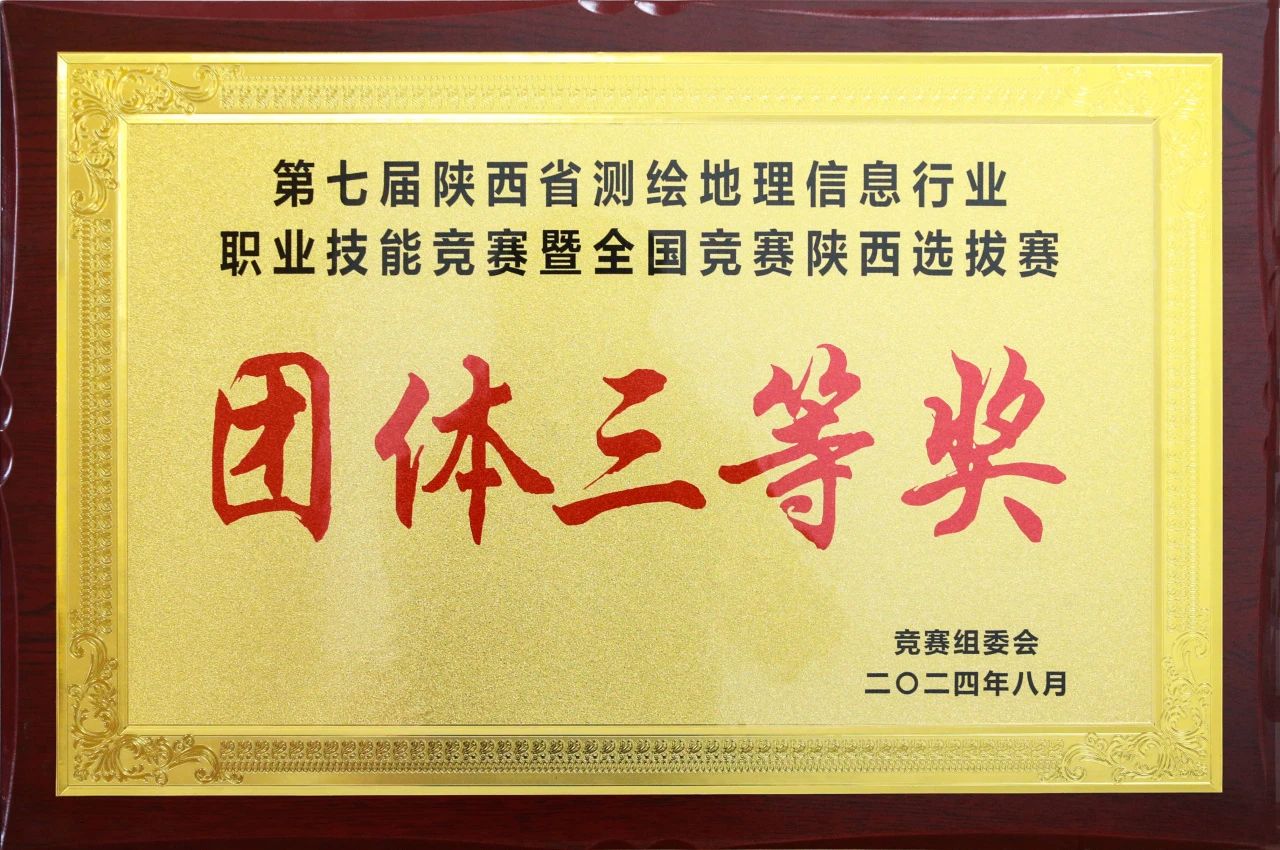 第七届陕西省测绘地理信息行业
职业技能竞赛暨全国竞赛陕西选拔赛
团体三等奖
竞赛组委会
二〇二四年八月